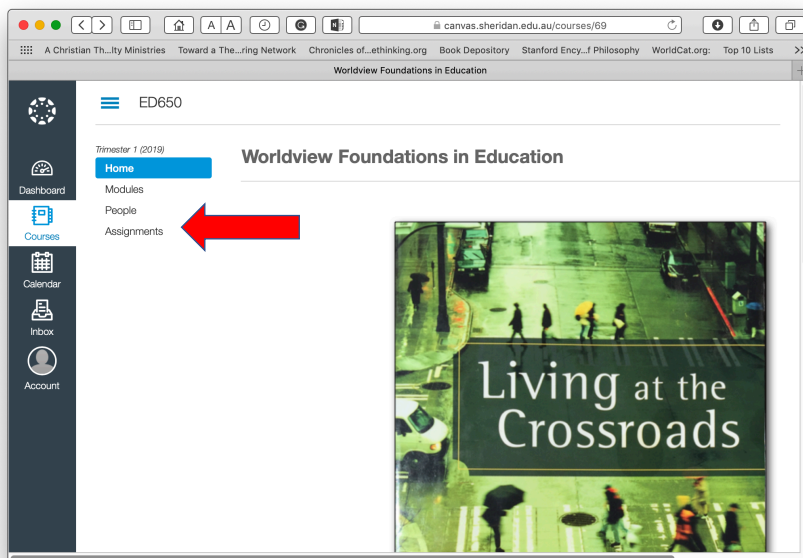 A A
canvas.sheridan.edu.au/courses/69
A Christian Th...lty Ministries Toward a The...ring Network Chronicles of...ethinking.org Book Depository Stanford Ency...f Philosophy WorldCat.org: Top 10 Lists >>
Worldview Foundations in Education +
ED650
Trimester 1 (2019)
Home
Modules
People
Assignments
Dashboard
Courses
Calendar
Inbox
Account
Worldview Foundations in Education
Living at the
Crossroads